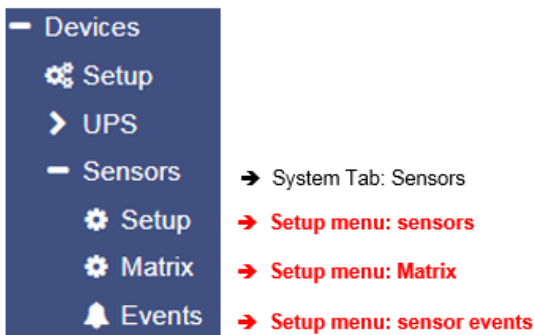 Devices
Setup
UPS
Sensors ➔ System Tab: Sensors
Setup ➔ Setup menu: sensors
Matrix ➔ Setup menu: Matrix
Events ➔ Setup menu: sensor events